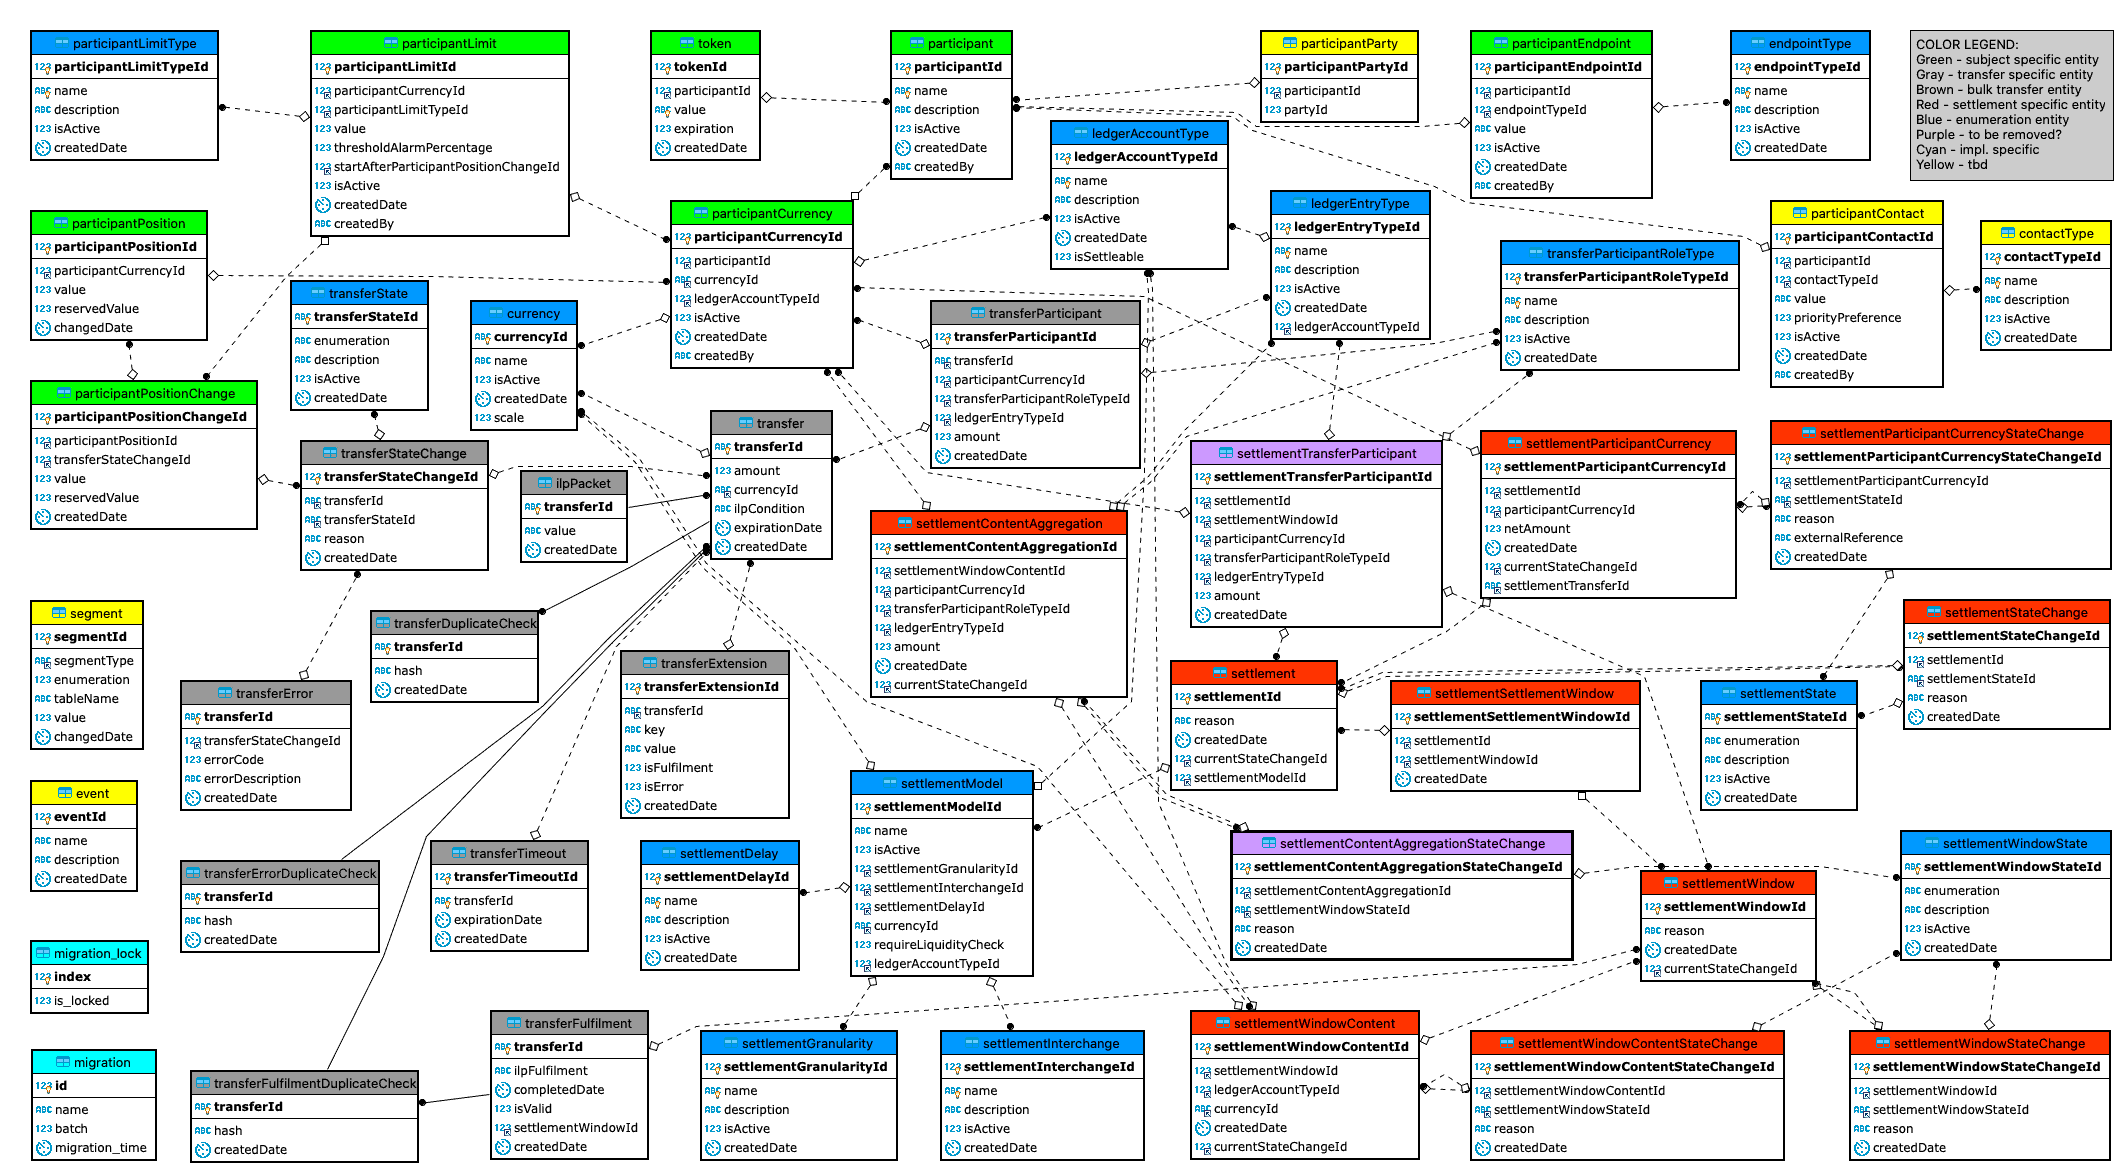 participantLimitType
participantLimitTypeId
name
description
isActive
createdDate
participantLimit
participantLimitId
participantCurrencyId
participantLimitTypeId
value
thresholdAlarmPercentage
startAfterParticipantPositionChangeId
isActive
createdDate
createdBy
token
tokenId
participantId
value
expiration
createdDate
participant
participantId
name
description
isActive
createdDate
createdBy
participantParty
participantPartyId
participantId
partyId
participantEndpoint
participantEndpointId
participantId
endpointTypeId
value
isActive
createdDate
createdBy
endpointType
endpointTypeId
name
description
isActive
createdDate
COLOR LEGEND:
Green - subject specific entity
Gray - transfer specific entity
Brown - bulk transfer entity
Red - settlement specific entity
Blue - enumeration entity
Purple - to be removed?
Cyan - impl. specific
Yellow - tbd
participantPosition
participantPositionId
participantCurrencyId
value
reservedValue
changedDate
participantCurrency
participantCurrencyId
participantId
currencyId
ledgerAccountTypeId
isActive
createdDate
createdBy
ledgerAccountType
ledgerAccountTypeId
name
description
isActive
createdDate
isSettleable
ledgerEntryType
ledgerEntryTypeId
name
description
isActive
createdDate
ledgerAccountTypeId
transferParticipantRoleType
transferParticipantRoleTypeId
name
description
isActive
createdDate
participantContact
participantContactId
participantId
contactTypeId
value
priorityPreference
isActive
createdDate
createdBy
contactType
contactTypeId
name
description
isActive
createdDate
participantPositionChange
participantPositionChangeId
participantPositionId
transferStateChangeId
value
reservedValue
createdDate
transferState
transferStateId
enumeration
description
isActive
createdDate
currency
currencyId
name
isActive
createdDate
scale
transferParticipant
transferParticipantId
transferId
participantCurrencyId
transferParticipantRoleTypeId
ledgerEntryTypeId
amount
createdDate
transferStateChange
transferStateChangeId
transferId
transferStateId
reason
createdDate
ilpPacket
transferId
value
createdDate
transfer
transferId
amount
currencyId
ilpCondition
expirationDate
createdDate
settlementContentAggregation
settlementContentAggregationId
settlementWindowContentId
participantCurrencyId
transferParticipantRoleTypeId
ledgerEntryTypeId
amount
createdDate
currentStateChangeId
settlementTransferParticipant
settlementTransferParticipantId
settlementId
settlementWindowId
participantCurrencyId
transferParticipantRoleTypeId
ledgerEntryTypeId
amount
createdDate
settlementParticipantCurrency
settlementParticipantCurrencyId
settlementId
participantCurrencyId
netAmount
createdDate
currentStateChangeId
settlementTransferId
settlementParticipantCurrencyStateChange
settlementParticipantCurrencyStateChangeId
settlementParticipantCurrencyId
settlementStateId
reason
externalReference
createdDate
segment
segmentId
segmentType
enumeration
tableName
value
changedDate
transferError
transferId
transferStateChangeId
errorCode
errorDescription
createdDate
transferDuplicateCheck
transferId
hash
createdDate
transferExtension
transferExtensionId
transferId
key
value
isFulfilment
isError
createdDate
settlement
settlementId
reason
createdDate
currentStateChangeId
settlementModelId
settlementSettlementWindow
settlementSettlementWindowId
settlementId
settlementWindowId
createdDate
settlementState
settlementStateId
enumeration
description
isActive
createdDate
settlementStateChange
settlementStateChangeId
settlementId
settlementStateId
reason
createdDate
event
eventId
name
description
createdDate
transferErrorDuplicateCheck
transferId
hash
createdDate
transferTimeout
transferTimeoutId
transferId
expirationDate
createdDate
settlementDelay
settlementDelayId
name
description
isActive
createdDate
settlementModel
settlementModelId
name
isActive
settlementGranularityId
settlementInterchangeId
settlementDelayId
currencyId
requireLiquidityCheck
ledgerAccountTypeId
settlementContentAggregationStateChange
settlementContentAggregationStateChangeId
settlementContentAggregationId
settlementWindowStateId
reason
createdDate
settlementWindow
settlementWindowId
reason
createdDate
currentStateChangeId
settlementWindowState
settlementWindowStateId
enumeration
description
isActive
createdDate
migration_lock
index
is_locked
migration
id
name
batch
migration_time
transferFulfilmentDuplicateCheck
transferId
hash
createdDate
transferFulfilment
transferId
ilpFulfilment
completedDate
isValid
settlementWindowId
createdDate
settlementGranularity
settlementGranularityId
name
description
isActive
createdDate
settlementInterchange
settlementInterchangeId
name
description
isActive
createdDate
settlementWindowContent
settlementWindowContentId
settlementWindowId
ledgerAccountTypeId
currencyId
createdDate
currentStateChangeId
settlementWindowContentStateChange
settlementWindowContentStateChangeId
settlementWindowContentId
settlementWindowStateId
reason
createdDate
settlementWindowStateChange
settlementWindowStateChangeId
settlementWindowId
settlementWindowStateId
reason
createdDate